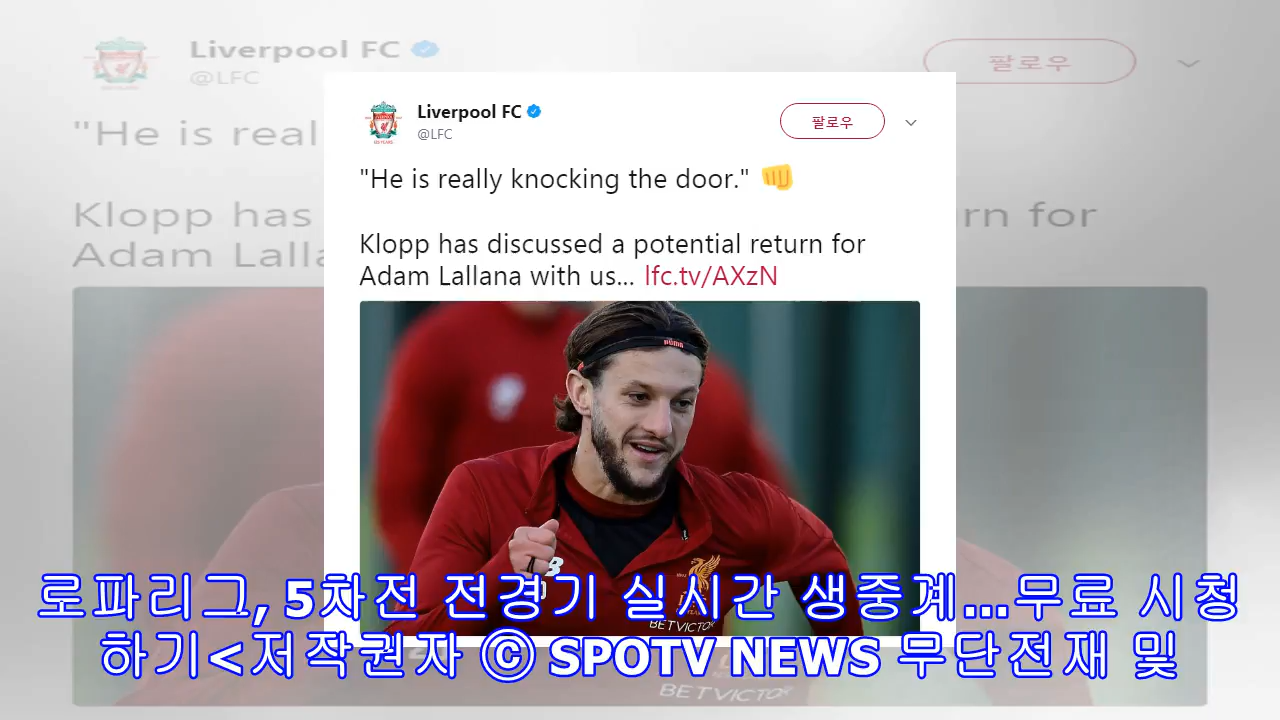 Liverpool FC
@LFC
팔로우
"He is really knocking the door." 👊
Klopp has discussed a potential return for
Adam Lallana with us... lfc.tv/AXzN
PUMA
BETVICTOR
로파리그, 5차전 전경기 실시간 생중계...무료 시청
하기<저작권자 ⓒ SPOTV NEWS 무단전재 및
Liverpool FC
@LFC
팔로우
"He is real
Klopp has
rn for
Adam Lalla
BETVICTOR